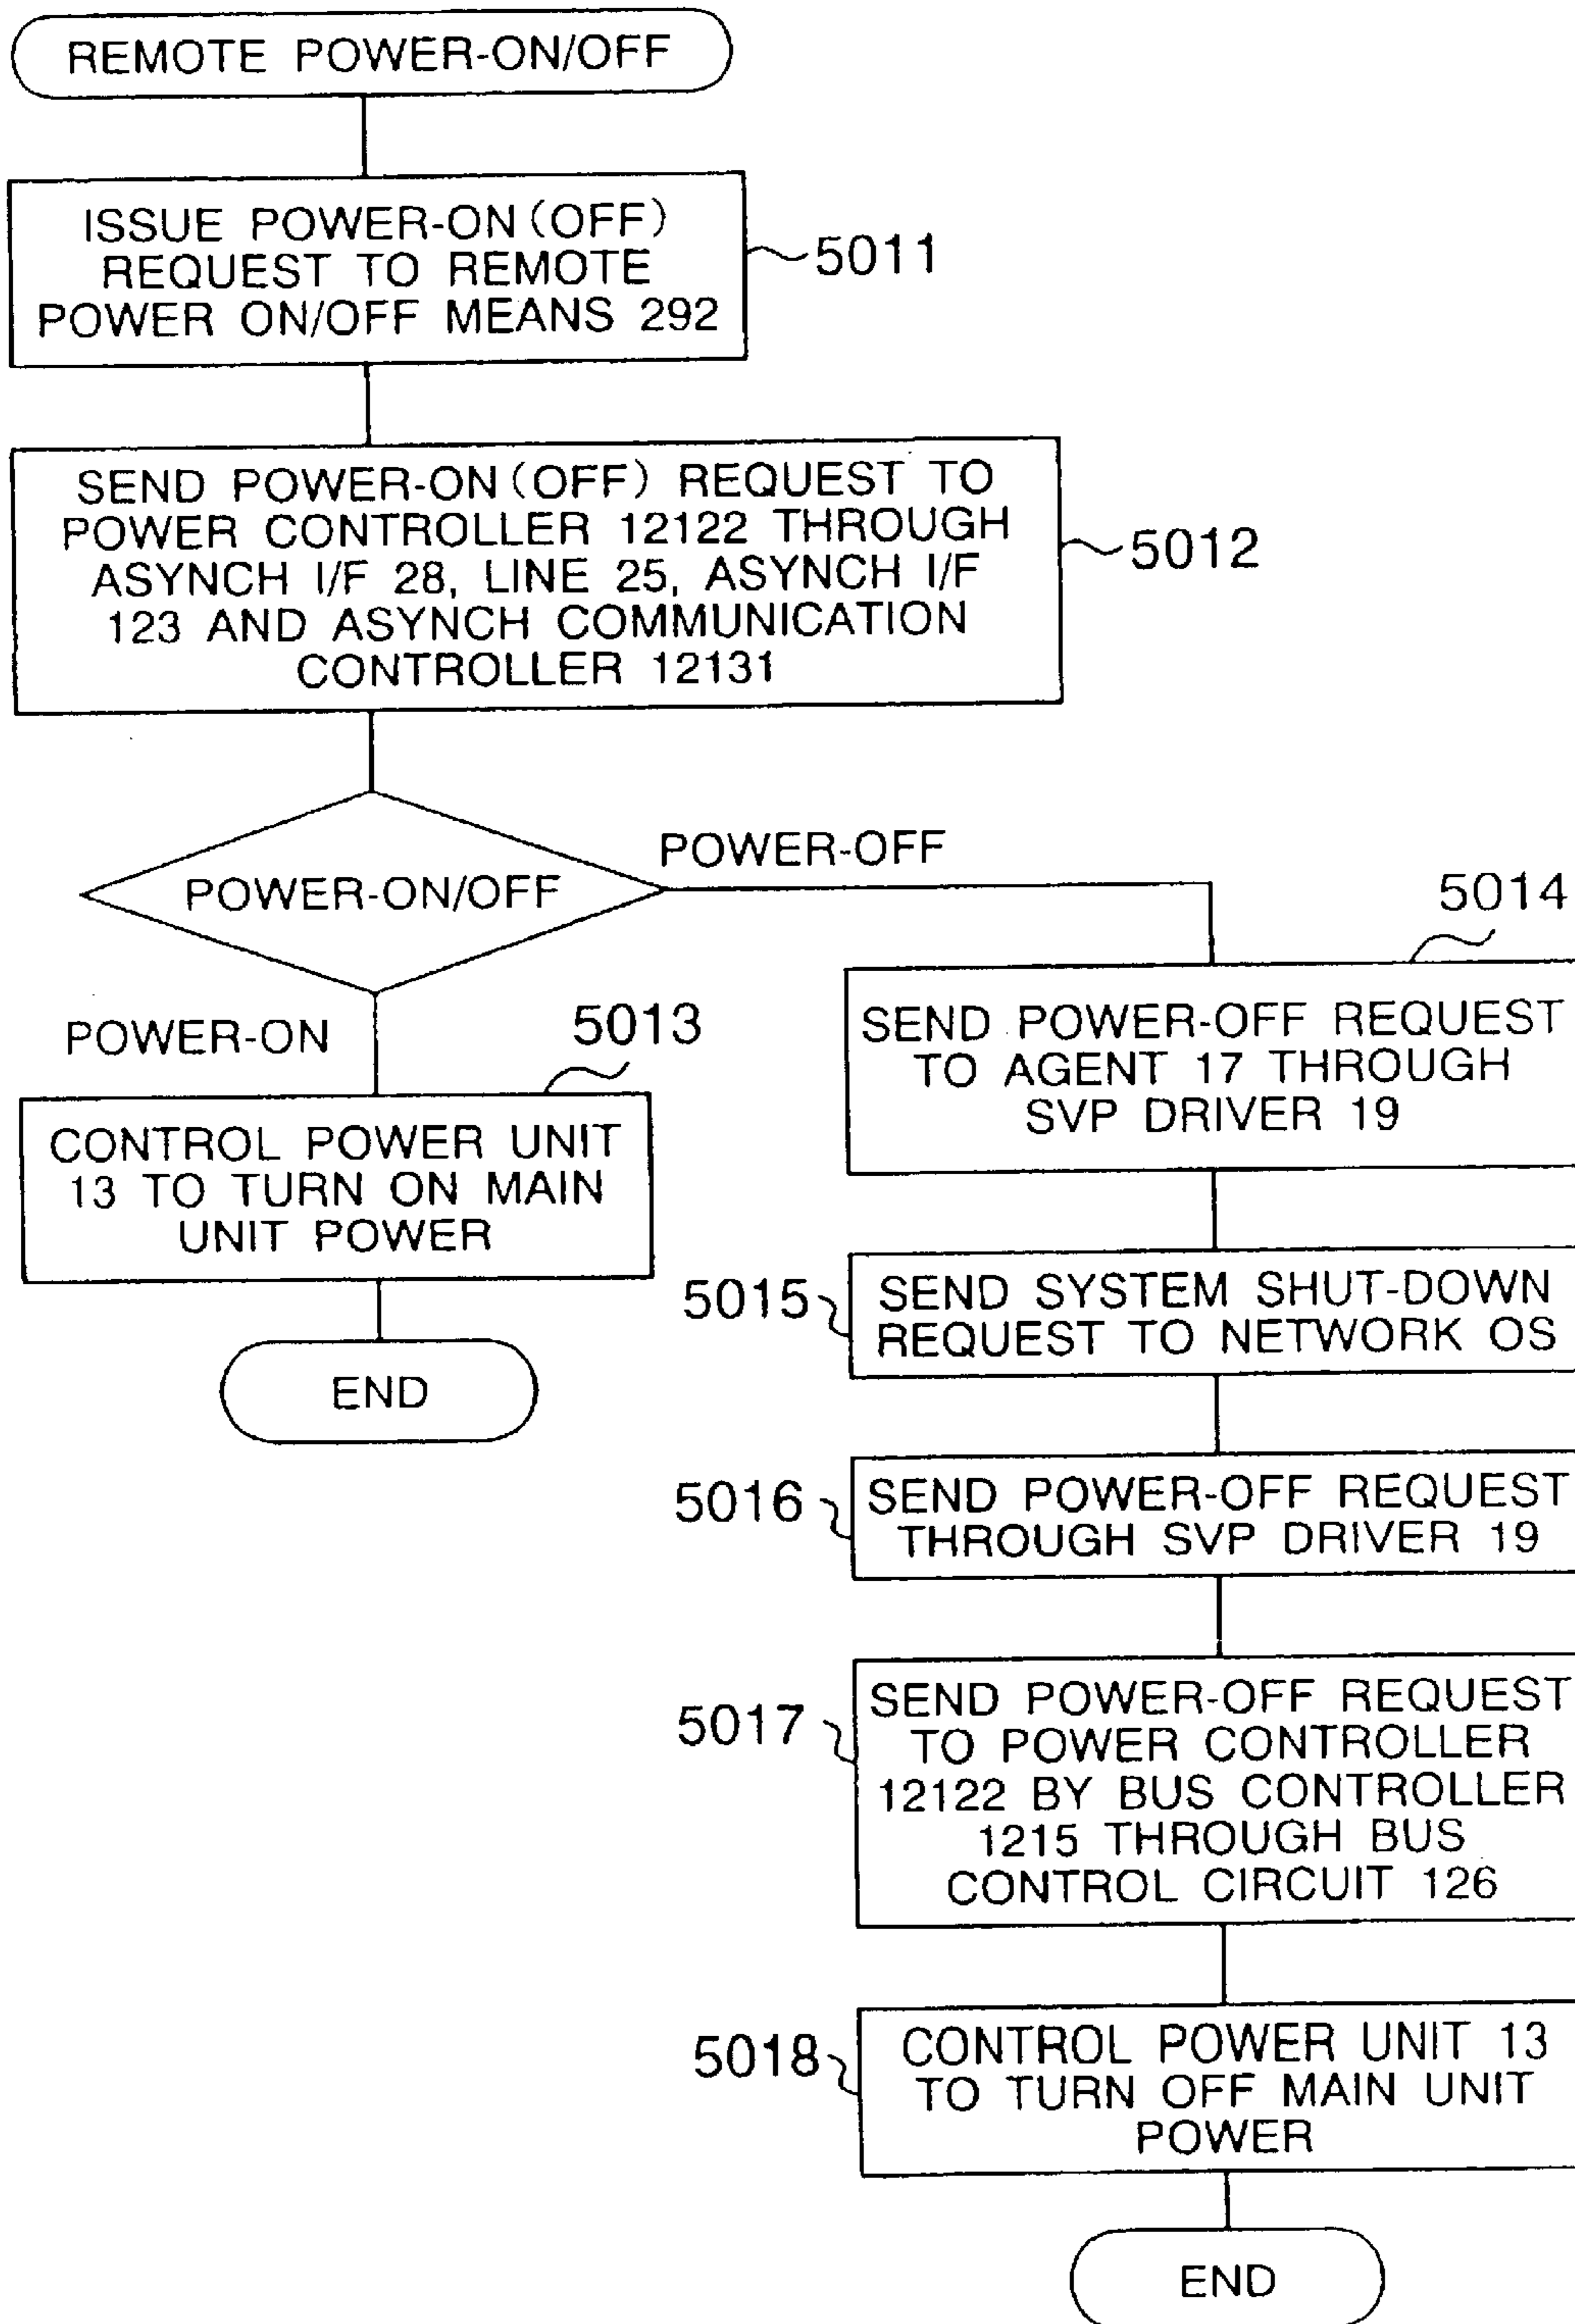 REMOTE POWER-ON/OFF
ISSUE POWER-ON(OFF)
REQUEST TO REMOTE
POWER ON/OFF MEANS 292
5011
SEND POWER-ON(OFF) REQUEST TO
POWER CONTROLLER 12122 THROUGH
ASYNCH I/F 28, LINE 25, ASYNCH I/F
123 AND ASYNCH COMMUNICATION
CONTROLLER 12131
5012
POWER-ON/OFF
POWER-OFF
POWER-ON
5013
CONTROL POWER UNIT
13 TO TURN ON MAIN
UNIT POWER
END
5014
SEND POWER-OFF REQUEST
TO AGENT 17 THROUGH
SVP DRIVER 19
5015
SEND SYSTEM SHUT-DOWN
REQUEST TO NETWORK OS
5016
SEND POWER-OFF REQUEST
THROUGH SVP DRIVER 19
5017
SEND POWER-OFF REQUEST
TO POWER CONTROLLER
12122 BY BUS CONTROLLER
1215 THROUGH BUS
CONTROL CIRCUIT 126
5018
CONTROL POWER UNIT 13
TO TURN OFF MAIN UNIT
POWER
END